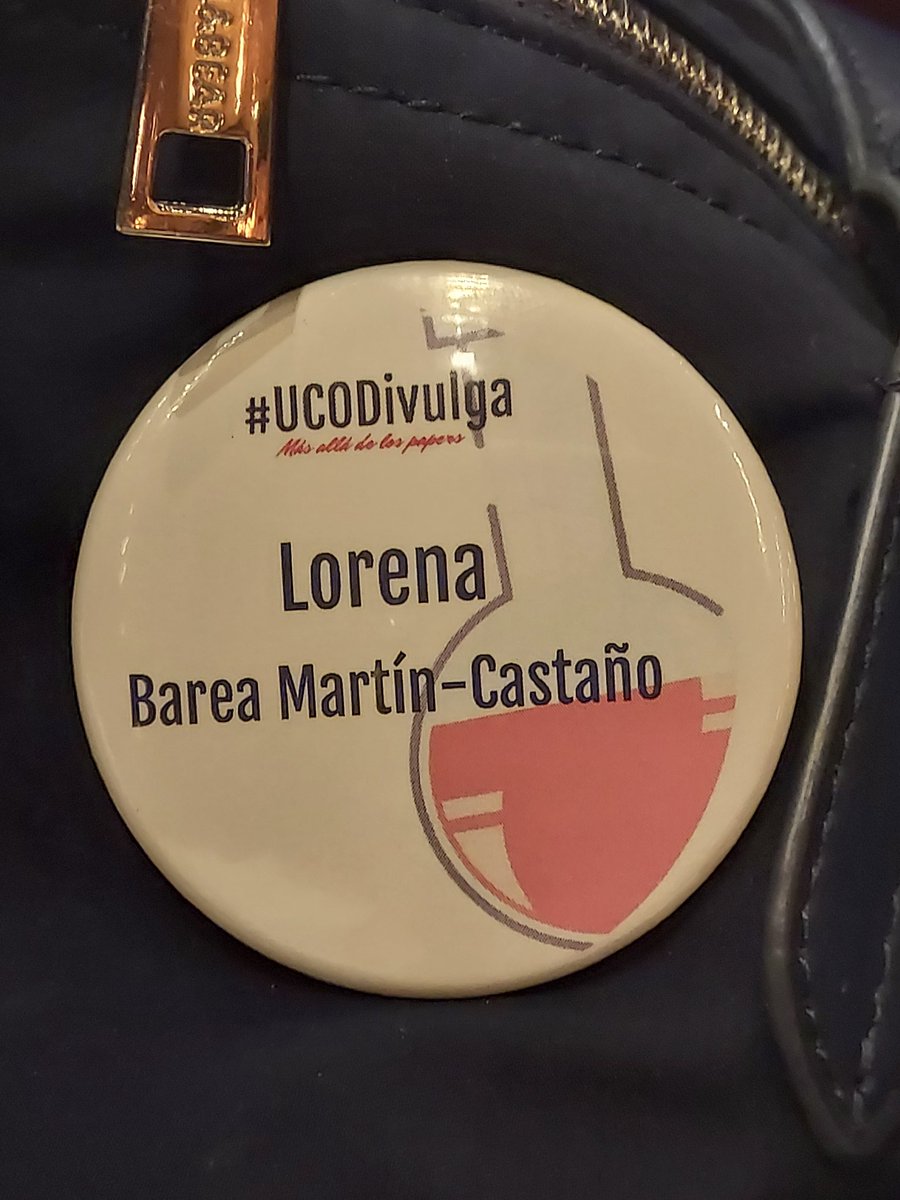 #UCODivulga
Más allá de los papers
Lorena
Barea Martín-Castaño